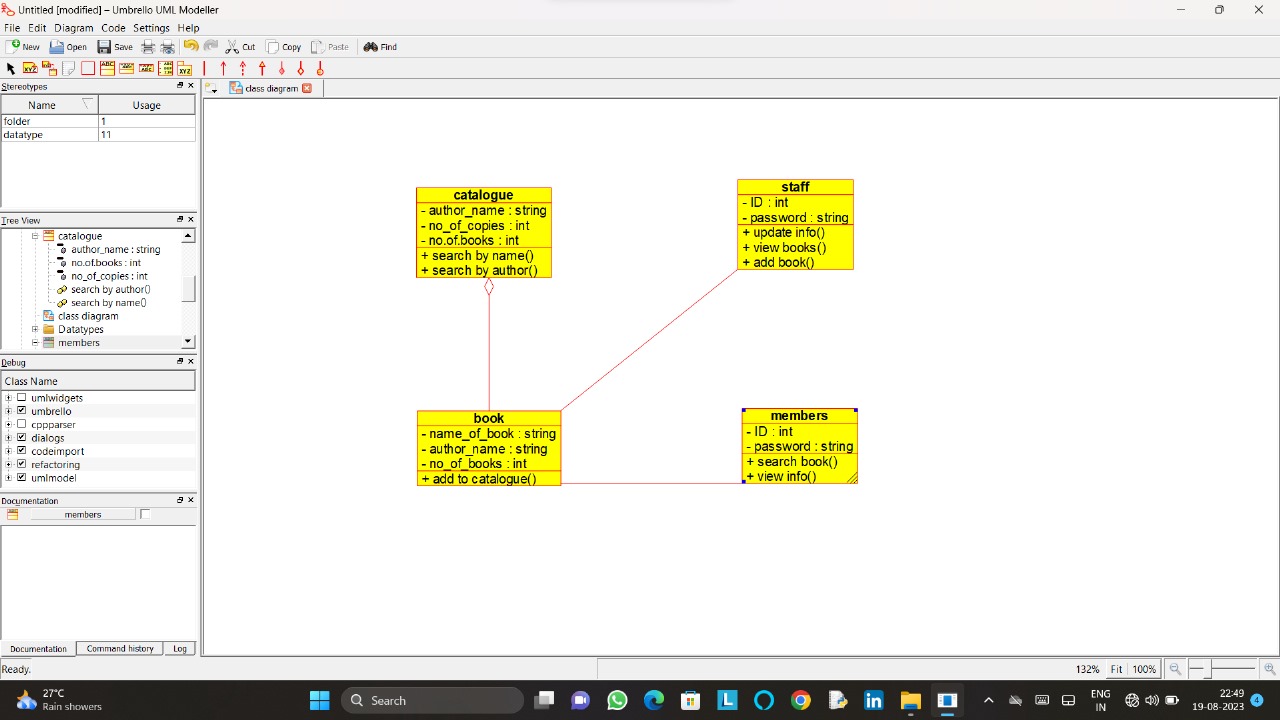 Untitled [modified] – Umbrello UML Modeller
File Edit Diagram Code Settings Help
New Open Save Cut Copy Paste Find
Stereotypes
class diagram
Name Usage
folder 1
datatype 11
Tree View
catalogue
author_name : string
no.of.books : int
no_of_copies : int
search by author()
search by name()
class diagram
Datatypes
members
Debug
Class Name
umlwidgets
umbrello
cppparser
dialogs
codeimport
refactoring
umlmodel
Documentation
members
Documentation Command history Log
catalogue
- author_name : string
- no_of_copies : int
- no.of.books : int
+ search by name()
+ search by author()
staff
- ID : int
- password : string
+ update info()
+ view books()
+ add book()
book
- name_of_book : string
- author_name : string
- no_of_books : int
+ add to catalogue()
members
- ID : int
- password : string
+ search book()
+ view info()
Ready.
132% Fit 100%
27°C
Rain showers
Search
ENG
IN
22:49
19-08-2023
4